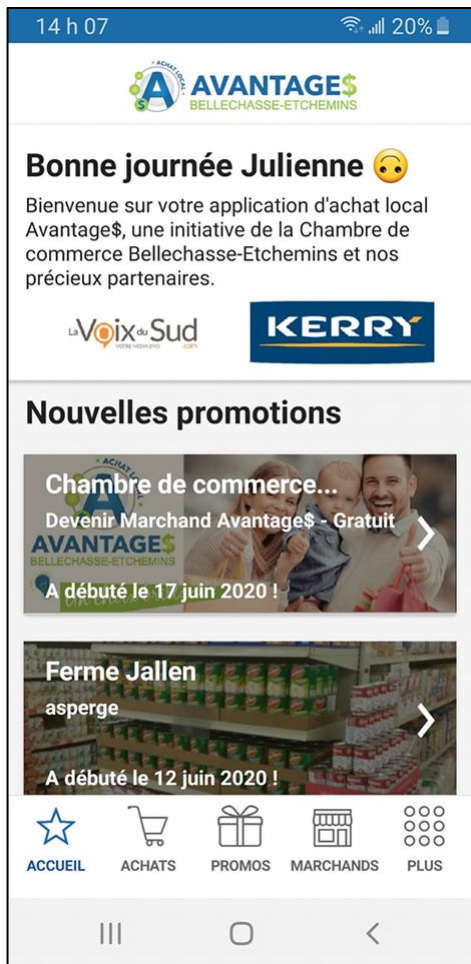 14 h 07
20%
ACHAT LOCAL
AVANTAGE$
BELLECHASSE-ETCHEMINS
Bonne journée Julienne 🙃
Bienvenue sur votre application d'achat local
Avantage$, une initiative de la Chambre de
commerce Bellechasse-Etchemins et nos
précieux partenaires.
La Voix du Sud
.com
KERRY
Nouvelles promotions
ACHAT LOCAL
Chambre de commerce...
Devenir Marchand Avantage$ - Gratuit
AVANTAGE$
BELLECHASSE-ETCHEMINS
A débuté le 17 juin 2020 !
Ferme Jallen
asperge
A débuté le 12 juin 2020 !
ACCUEIL
ACHATS
PROMOS
MARCHANDS
PLUS